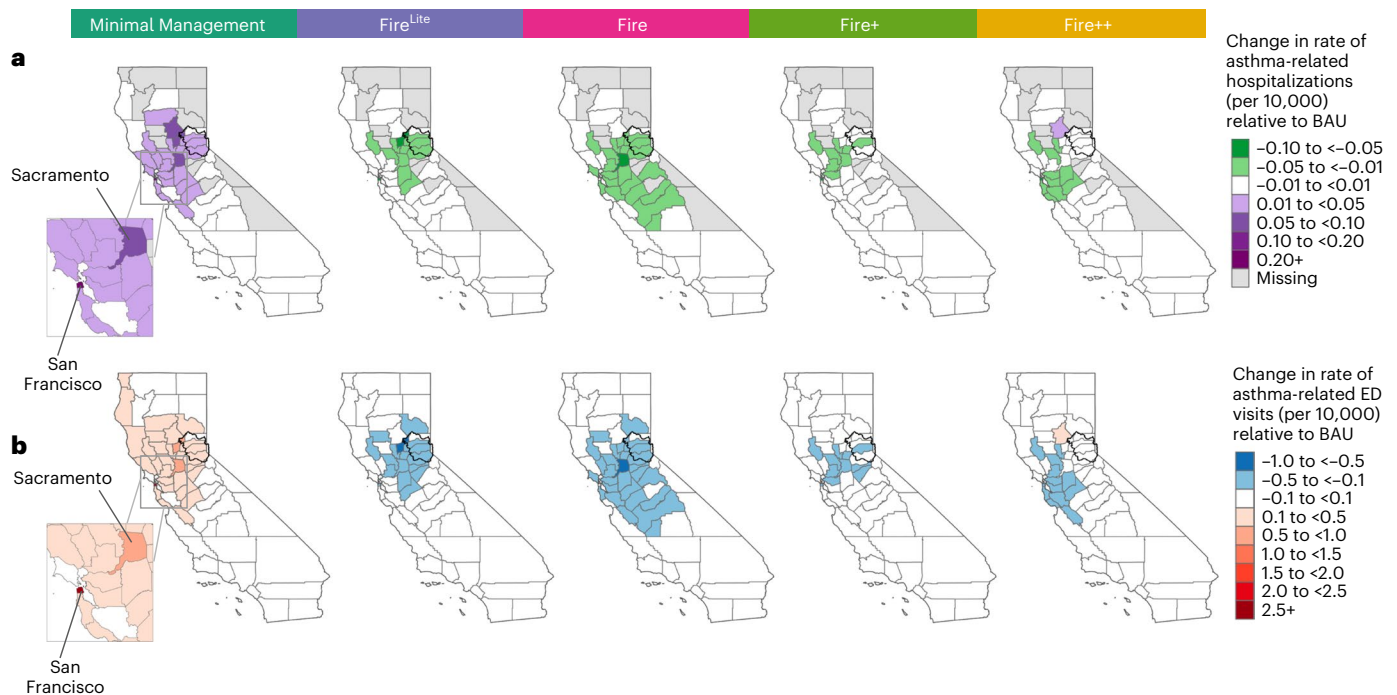 Minimal Management
Fire^Lite
Fire
Fire+
Fire++
a
Sacramento
San
Francisco
Change in rate of
asthma-related
hospitalizations
(per 10,000)
relative to BAU
–0.10 to <–0.05
–0.05 to <–0.01
–0.01 to <0.01
0.01 to <0.05
0.05 to <0.10
0.10 to <0.20
0.20+
Missing
b
Sacramento
San
Francisco
Change in rate of
asthma-related ED
visits (per 10,000)
relative to BAU
–1.0 to <–0.5
–0.5 to <–0.1
–0.1 to <0.1
0.1 to <0.5
0.5 to <1.0
1.0 to <1.5
1.5 to <2.0
2.0 to <2.5
2.5+